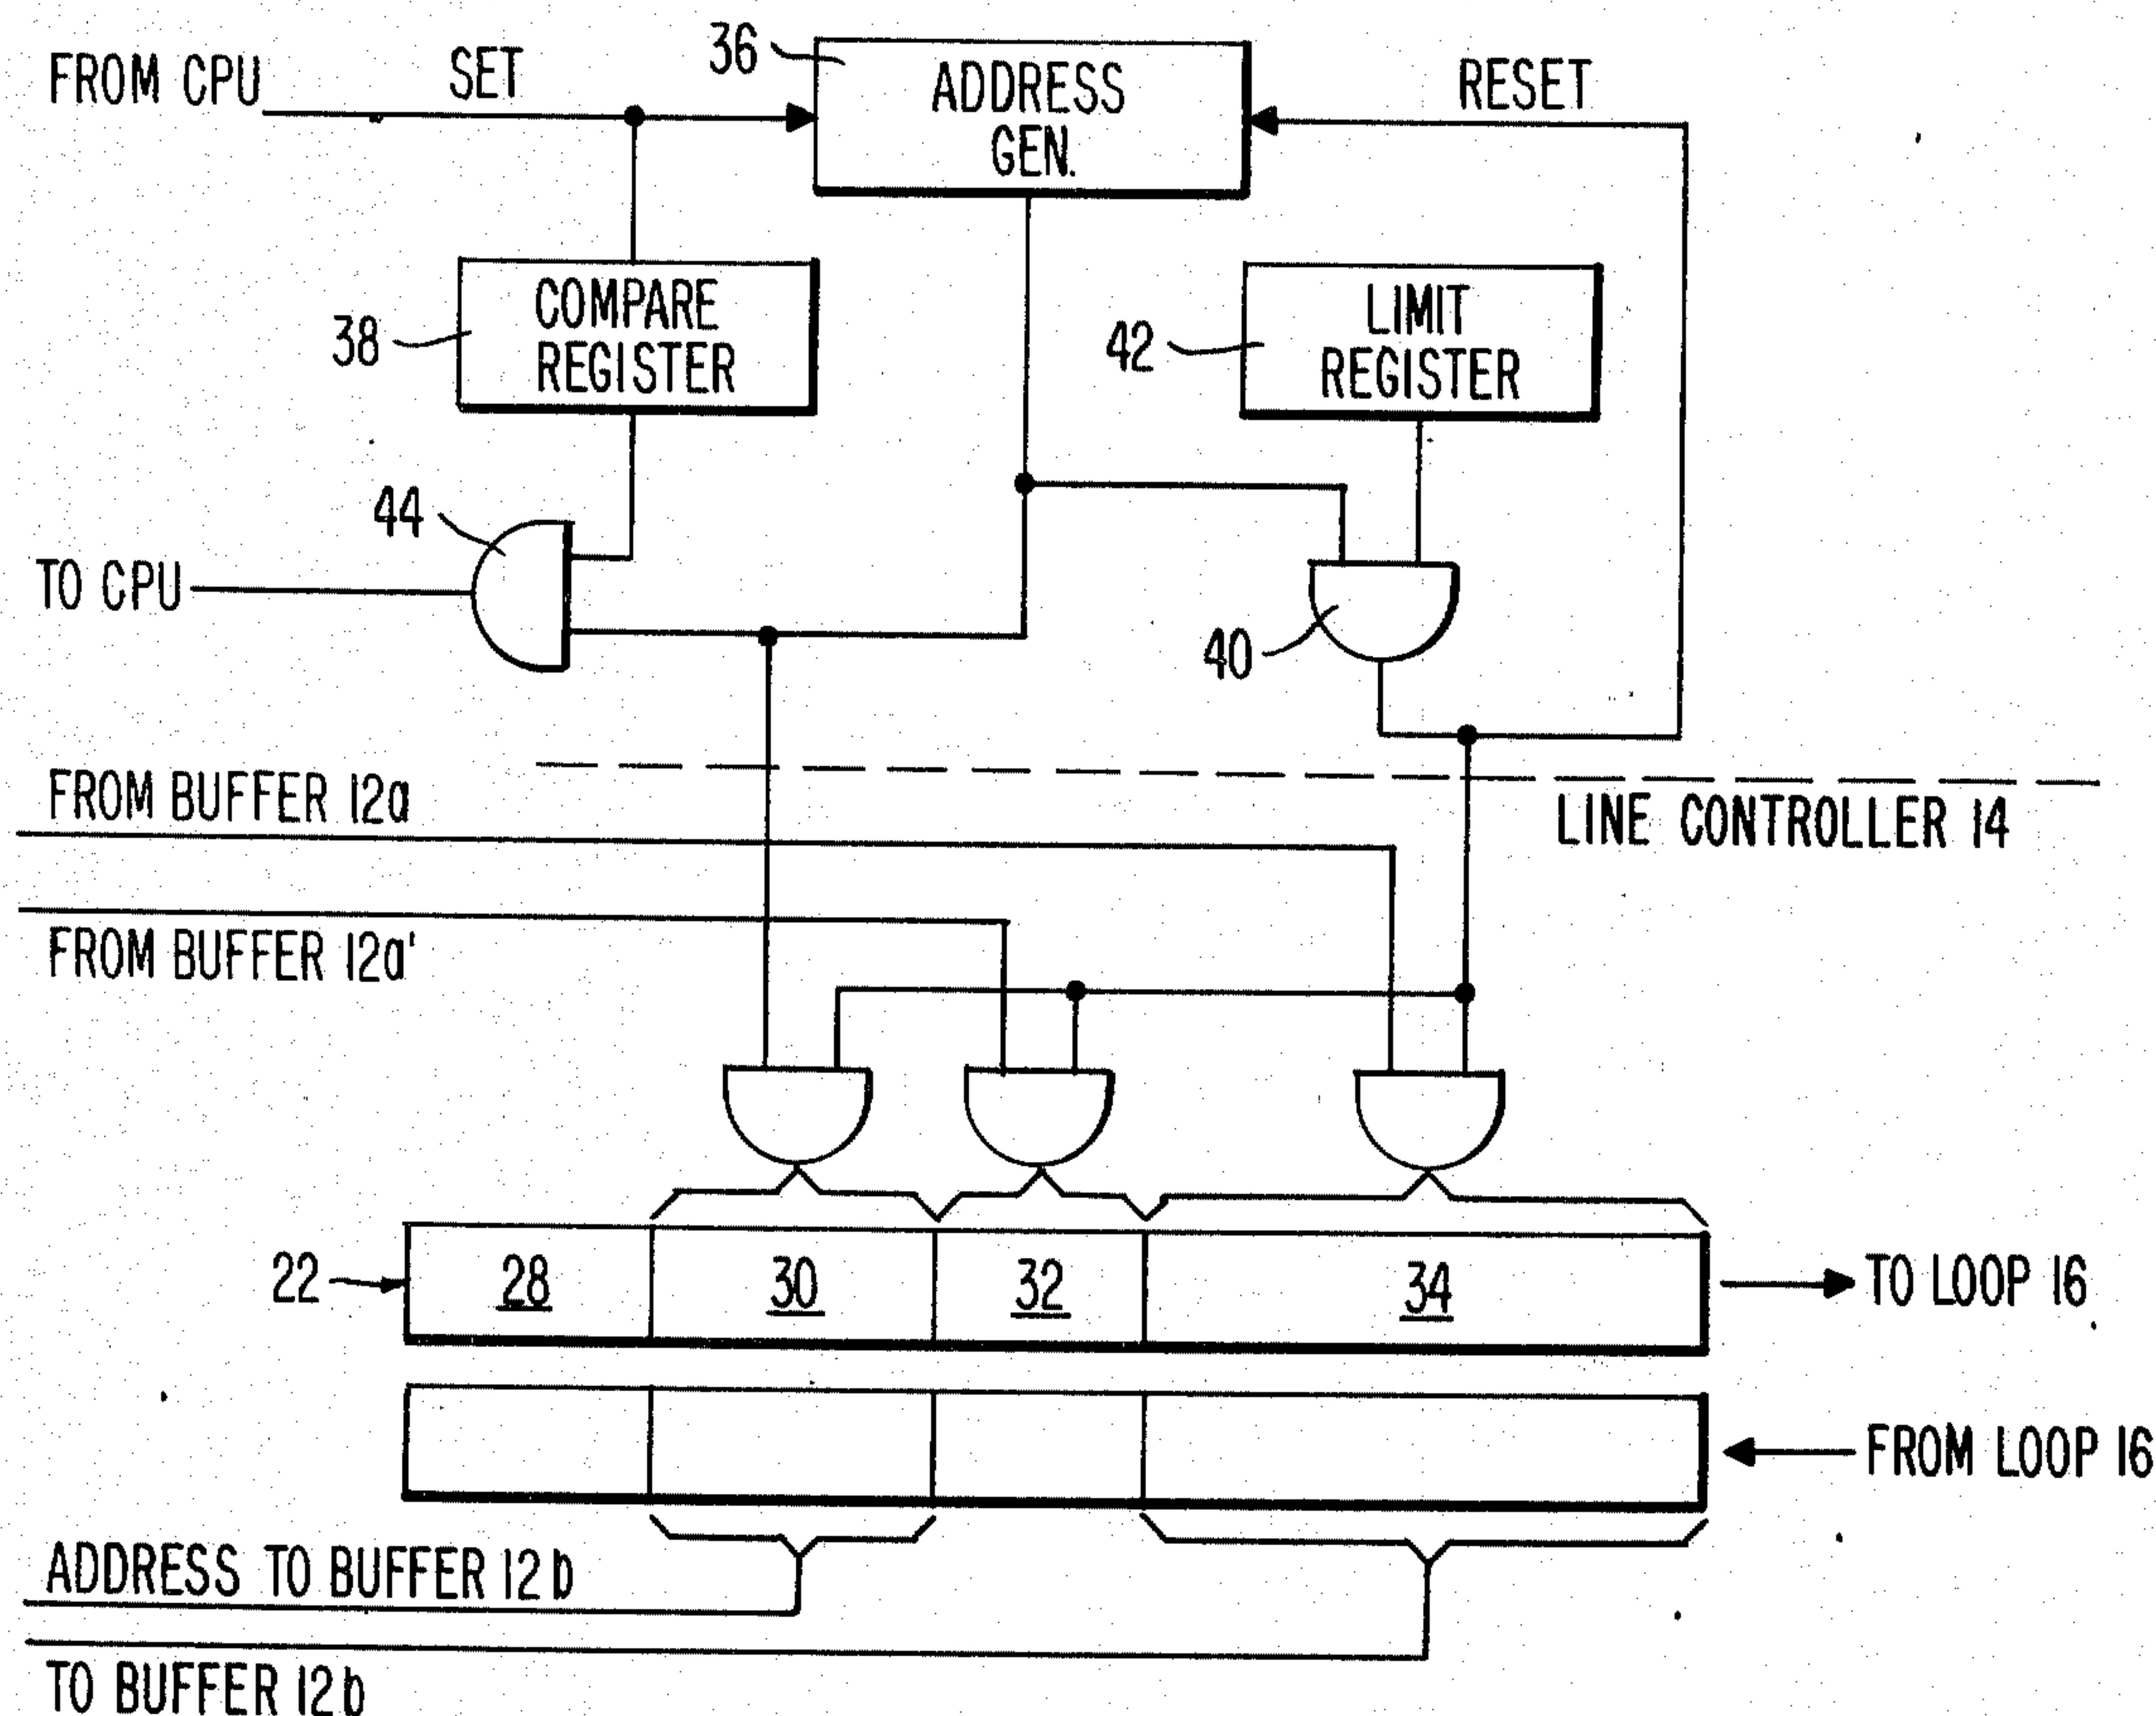 FROM CPU
SET
36
ADDRESS
GEN.
RESET
COMPARE
REGISTER
38
LIMIT
REGISTER
42
44
TO CPU
40
FROM BUFFER 12a
LINE CONTROLLER 14
FROM BUFFER 12a'
22
28
30
32
34
TO LOOP 16
FROM LOOP 16
ADDRESS TO BUFFER 12b
TO BUFFER 12b